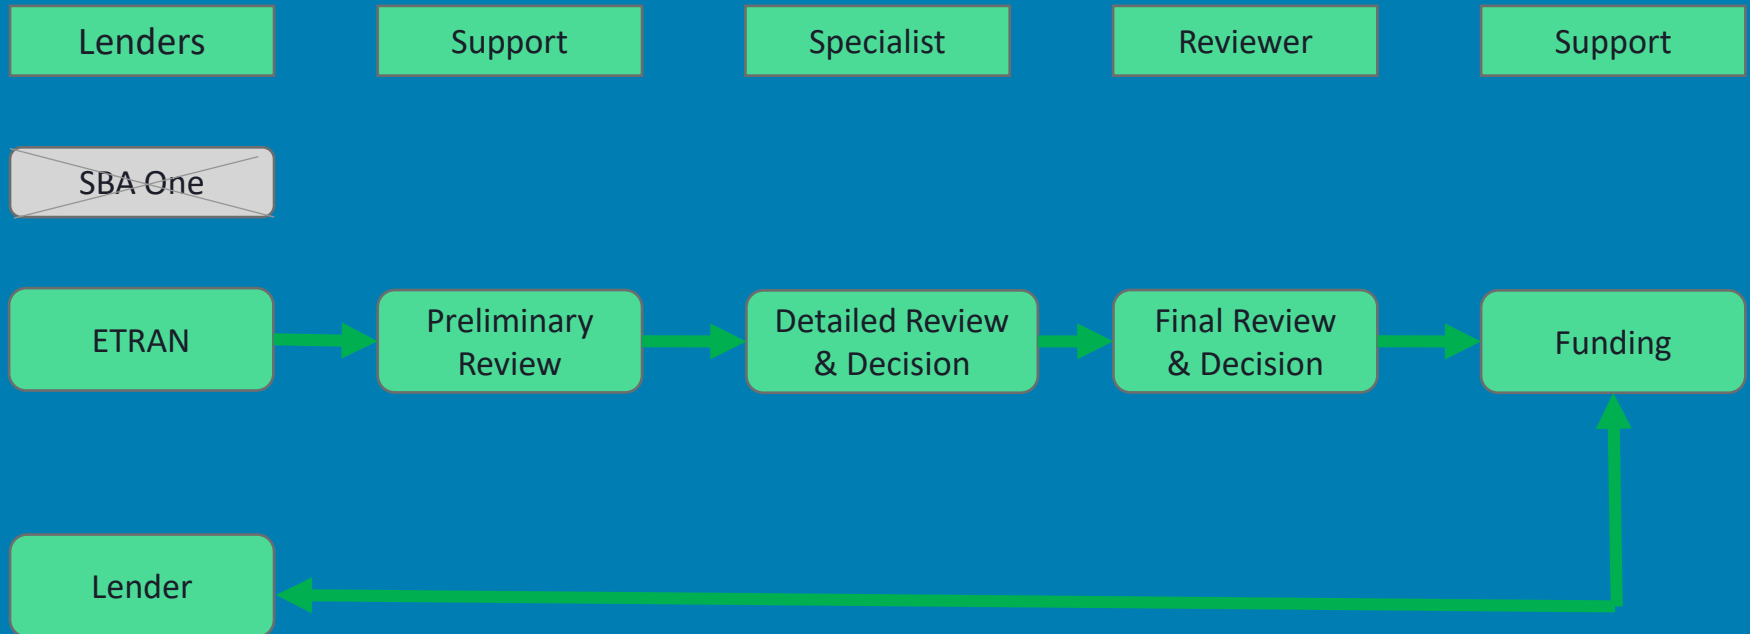 Lenders
Support
Specialist
Reviewer
Support
SBA One
ETRAN
Preliminary
Review
Detailed Review
& Decision
Final Review
& Decision
Funding
Lender